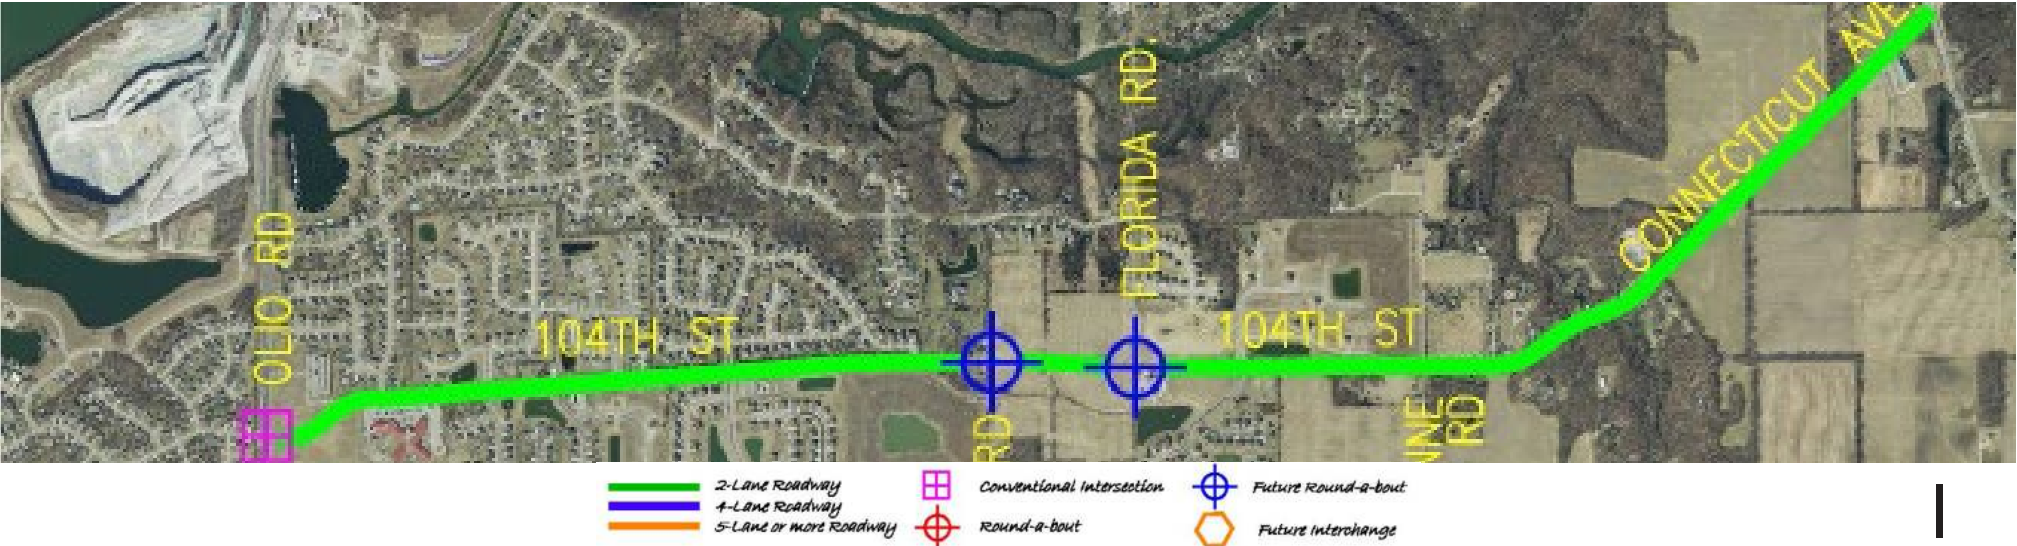 CONNECTICUT AVE.
FLORIDA RD.
OLIO RD
104TH ST
104TH ST
RD
RD
2-Lane Roadway
4-Lane Roadway
5-Lane or more Roadway
Conventional Intersection
Round-a-bout
Future Round-a-bout
Future Interchange